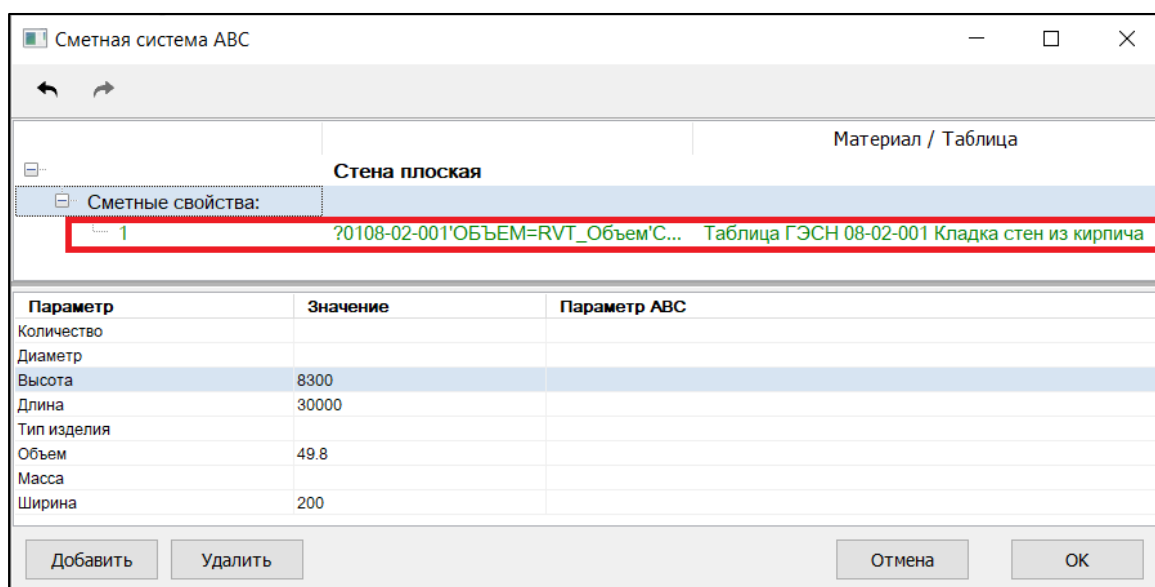 Сметная система АВС
Материал / Таблица
Стена плоская
Сметные свойства:
1 ?0108-02-001'ОБЪЕМ=RVT_Объем'С... Таблица ГЭСН 08-02-001 Кладка стен из кирпича
Параметр Значение Параметр АВС
Количество
Диаметр
Высота 8300
Длина 30000
Тип изделия
Объем 49.8
Масса
Ширина 200
Добавить Удалить Отмена OK